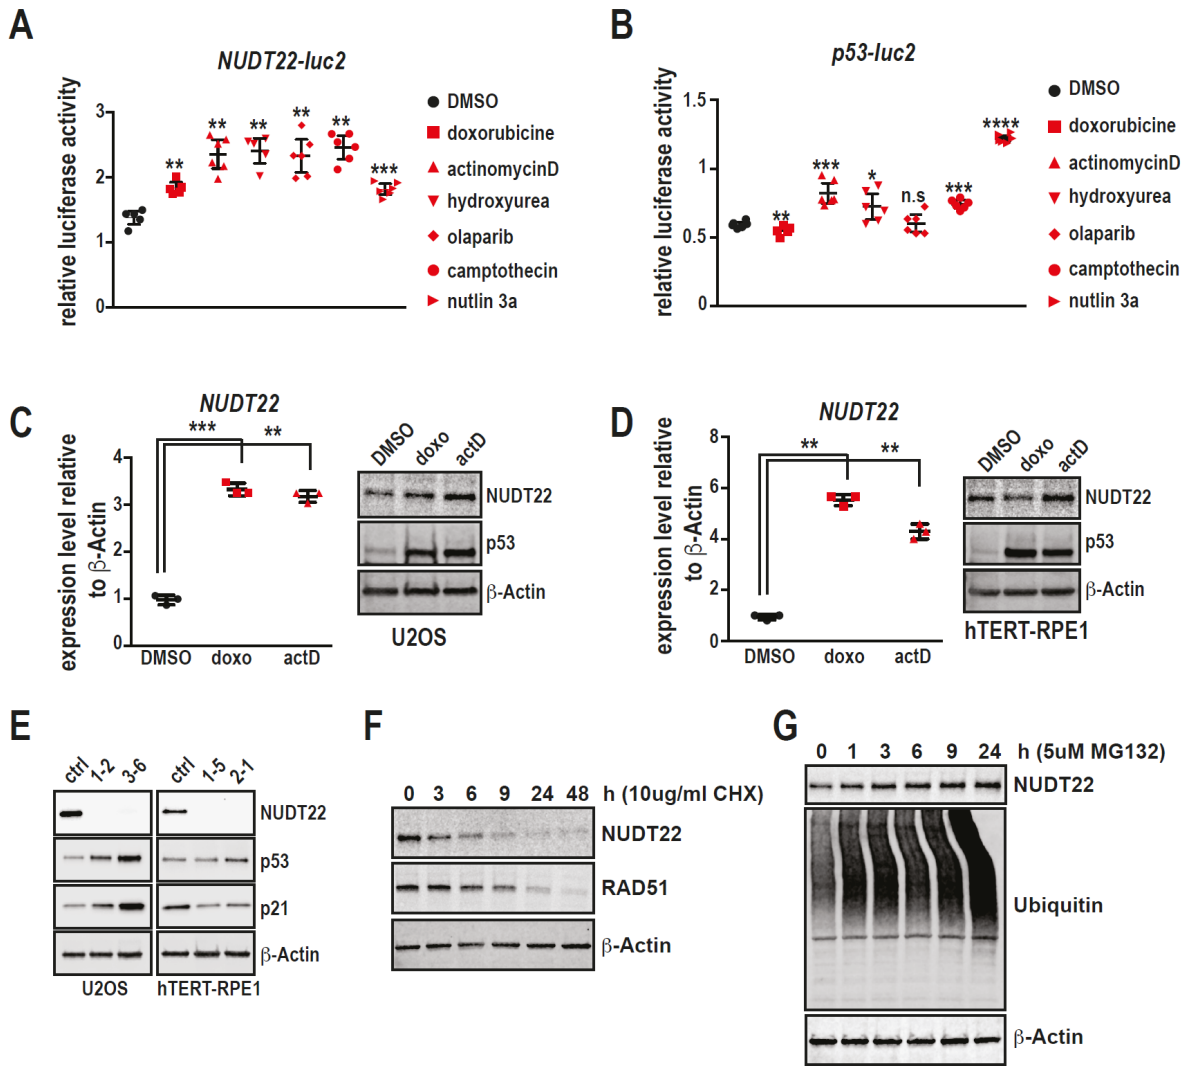 A
NUDT22-luc2
relative luciferase activity
3
2
1
0
**
**
**
**
**
***
DMSO
doxorubicine
actinomycinD
hydroxyurea
olaparib
camptothecin
nutlin 3a
B
p53-luc2
relative luciferase activity
1.5
1
0.5
0
**
***
*
n.s
***
****
DMSO
doxorubicine
actinomycinD
hydroxyurea
olaparib
camptothecin
nutlin 3a
C
NUDT22
expression level relative
to β-Actin
4
3
2
1
0
***
**
DMSO doxo actD
DMSO doxo actD
NUDT22
p53
β-Actin
U2OS
D
NUDT22
expression level relative
to β-Actin
8
6
4
2
0
**
**
DMSO doxo actD
DMSO doxo actD
NUDT22
p53
β-Actin
hTERT-RPE1
E
ctrl 1-2 3-6 ctrl 1-5 2-1
NUDT22
p53
p21
β-Actin
U2OS hTERT-RPE1
F
0 3 6 9 24 48 h (10ug/ml CHX)
NUDT22
RAD51
β-Actin
G
0 1 3 6 9 24 h (5uM MG132)
NUDT22
Ubiquitin
β-Actin